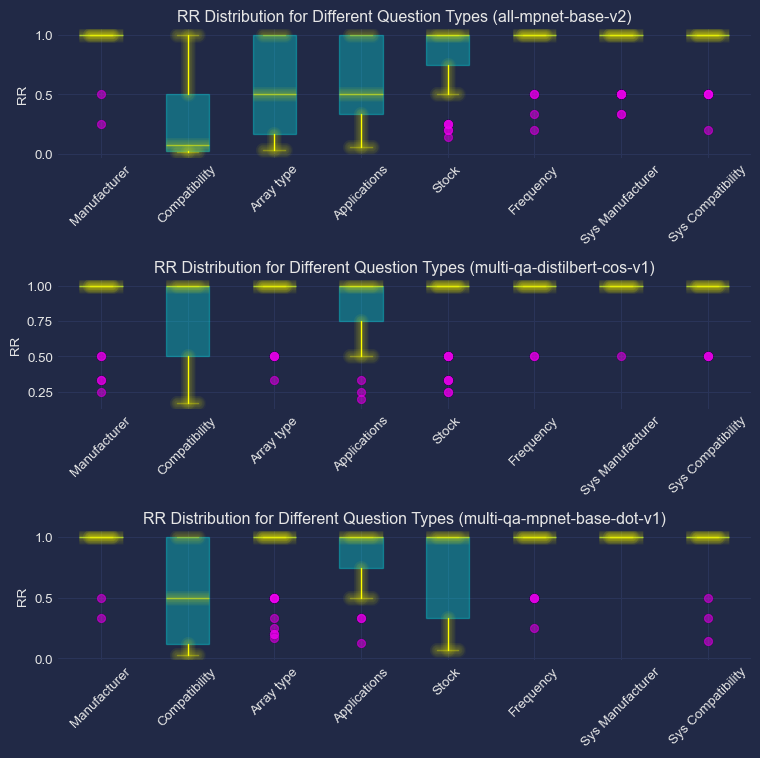 RR Distribution for Different Question Types (all-mpnet-base-v2)
1.0
0.5
0.0
RR
Manufacturer
Compatibility
Array type
Applications
Stock
Frequency
Sys Manufacturer
Sys Compatibility
RR Distribution for Different Question Types (multi-qa-distilbert-cos-v1)
1.00
0.75
0.50
0.25
RR
Manufacturer
Compatibility
Array type
Applications
Stock
Frequency
Sys Manufacturer
Sys Compatibility
RR Distribution for Different Question Types (multi-qa-mpnet-base-dot-v1)
1.0
0.5
0.0
RR
Manufacturer
Compatibility
Array type
Applications
Stock
Frequency
Sys Manufacturer
Sys Compatibility